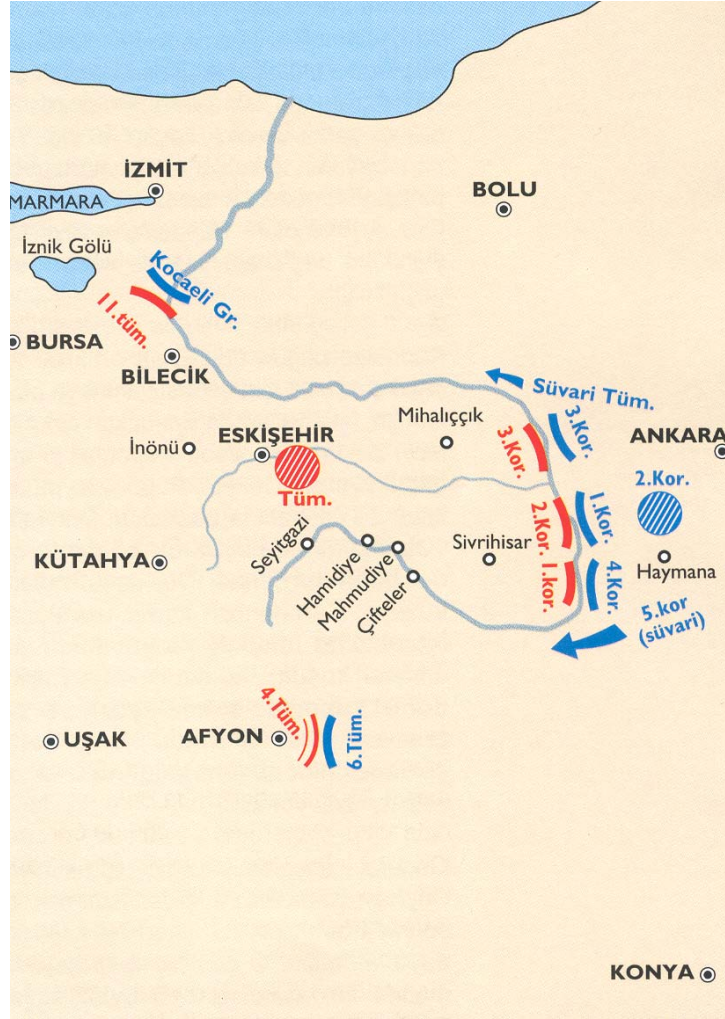 İZMİT
BOLU
MARMARA
İznik Gölü
Kocaeli Gr.
11.tüm.
BURSA
BİLECİK
Süvari Tüm.
3.Kor.
Mihalıççık
3.Kor.
ANKARA
İnönü
ESKİŞEHİR
2.Kor.
Tüm.
1.Kor.
2.Kor.
Seyitgazi
Hamidiye
Mahmudiye
Çifteler
Sivrihisar
KÜTAHYA
1.kor.
4.Kor.
Haymana
5.kor
(süvari)
4.Tüm.
6.Tüm.
UŞAK
AFYON
KONYA